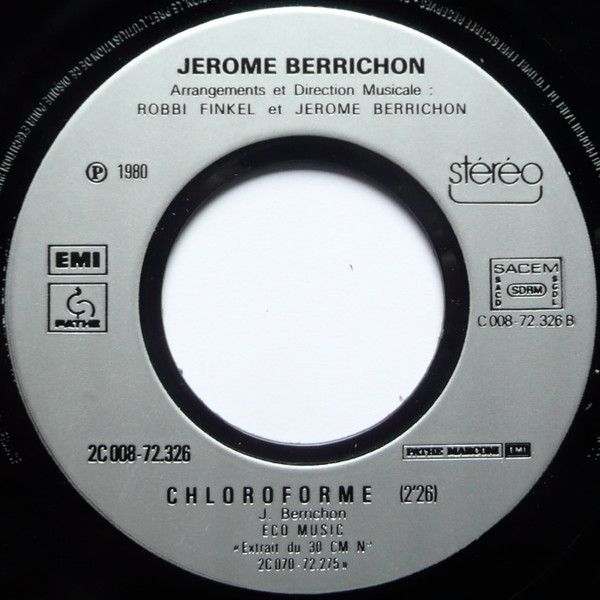 JEROME BERRICHON
Arrangements et Direction Musicale :
ROBBI FINKEL et JEROME BERRICHON
℗ 1980
stéréo
EMI
PATHE
SACEM
SACD
SDRM
SGDL
C 008-72.326 B
2C 008-72.326
PATHE MARCONI EMI
CHLOROFORME (2'26)
J. Berrichon
ECO MUSIC
»Extrait du 30 CM N°
2C 070-72.275»